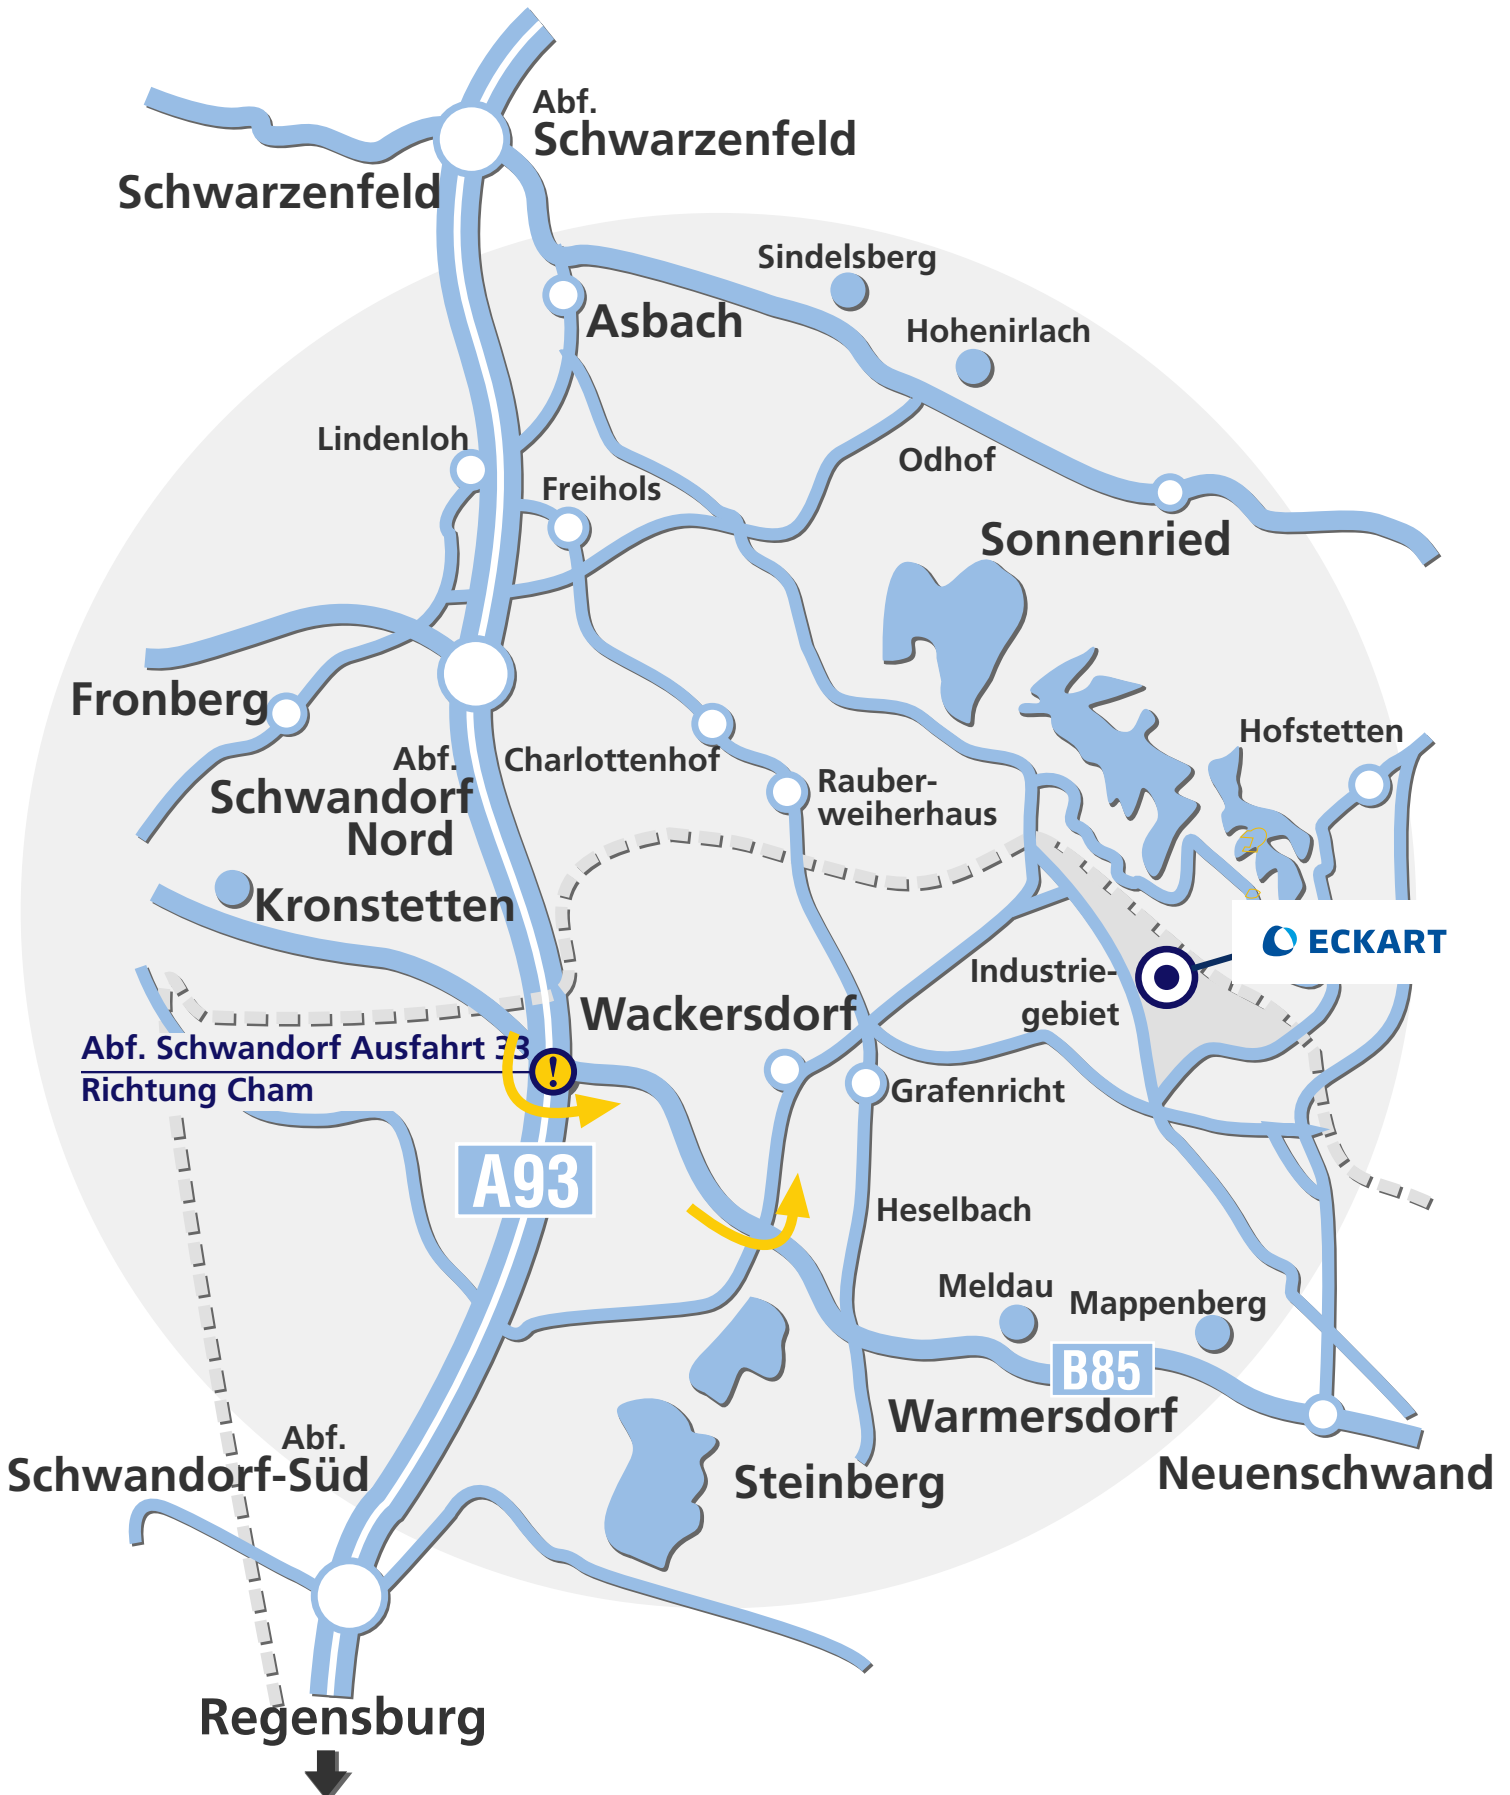 Abf.
Schwarzenfeld
Schwarzenfeld
Sindelsberg
Asbach
Hohenirlach
Lindenloh
Odhof
Freihols
Sonnenried
Fronberg
Hofstetten
Abf.
Schwandorf
Nord
Charlottenhof
Rauber-
weiherhaus
Kronstetten
ECKART
Industrie-
gebiet
Wackersdorf
Abf. Schwandorf Ausfahrt 33
Richtung Cham
!
Grafenricht
A93
Heselbach
Meldau
Mappenberg
B85
Warmersdorf
Abf.
Schwandorf-Süd
Steinberg
Neuenschwand
Regensburg